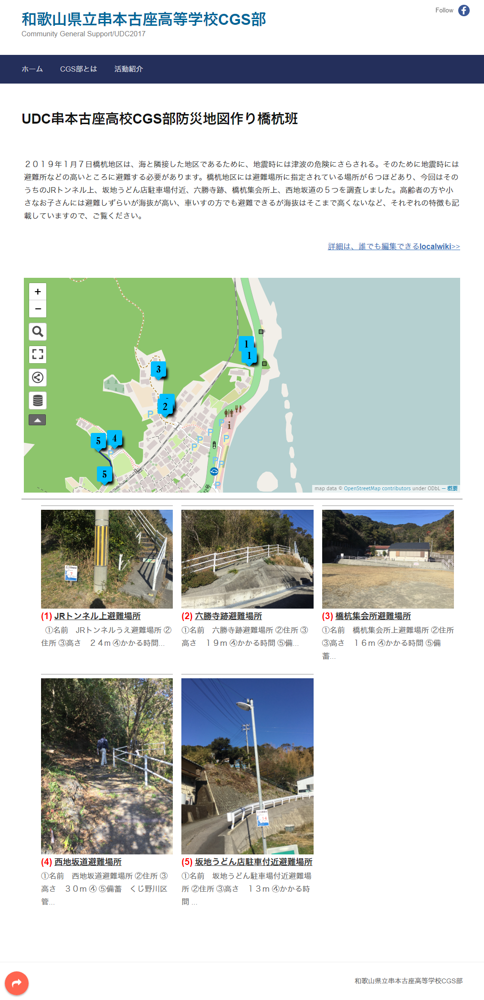 和歌山県立串本古座高等学校CGS部
Community General Support/UDC2017
Follow
ホーム
CGS部とは
活動紹介
UDC串本古座高校CGS部防災地図作り橋杭班
２０１９年１月７日橋杭地区は、海と隣接した地区であるために、地震時には津波の危険にさらされる。そのために地震時には
避難所などの高いところに避難する必要があります。橋杭地区には避難場所に指定されている場所が６つほどあり、今回はその
うちのJRトンネル上、坂地うどん店駐車場付近、六勝寺跡、橋杭集会所上、西地坂道の５つを調査しました。高齢者の方や小
さなお子さんには避難しずらいが海抜が高い、車いすの方でも避難できるが海抜はそこまで高くないなど、それぞれの特徴も記
載していますので、ご覧ください。
詳細は、誰でも編集できるlocalwiki>>
+
−
1
1
3
2
5
4
5
P
P
P
P
P
P
P
P
P
P
i
map data © OpenStreetMap contributors under ODbL — 概要
7
(1) JRトンネル上避難場所
①名前　JRトンネルうえ避難場所 ②
住所 ③高さ　２４m ④かかる時間...
(2) 六勝寺跡避難場所
①名前　六勝寺跡避難場所 ②住所 ③
高さ　１９m ④かかる時間 ⑤備...
(3) 橋杭集会所避難場所
①名前　橋杭集会所上避難場所 ②住所
③高さ　１６m ④かかる時間 ⑤備
蓄...
14
(4) 西地坂道避難場所
①名前　西地坂道避難場所 ②住所 ③
高さ　３０m ④ ⑤備蓄　くじ野川区
管...
(5) 坂地うどん店駐車付近避難場所
①名前　坂地うどん駐車場付近避難場
所 ②住所 ③高さ　１３m ④かかる時
間 ...
和歌山県立串本古座高等学校CGS部